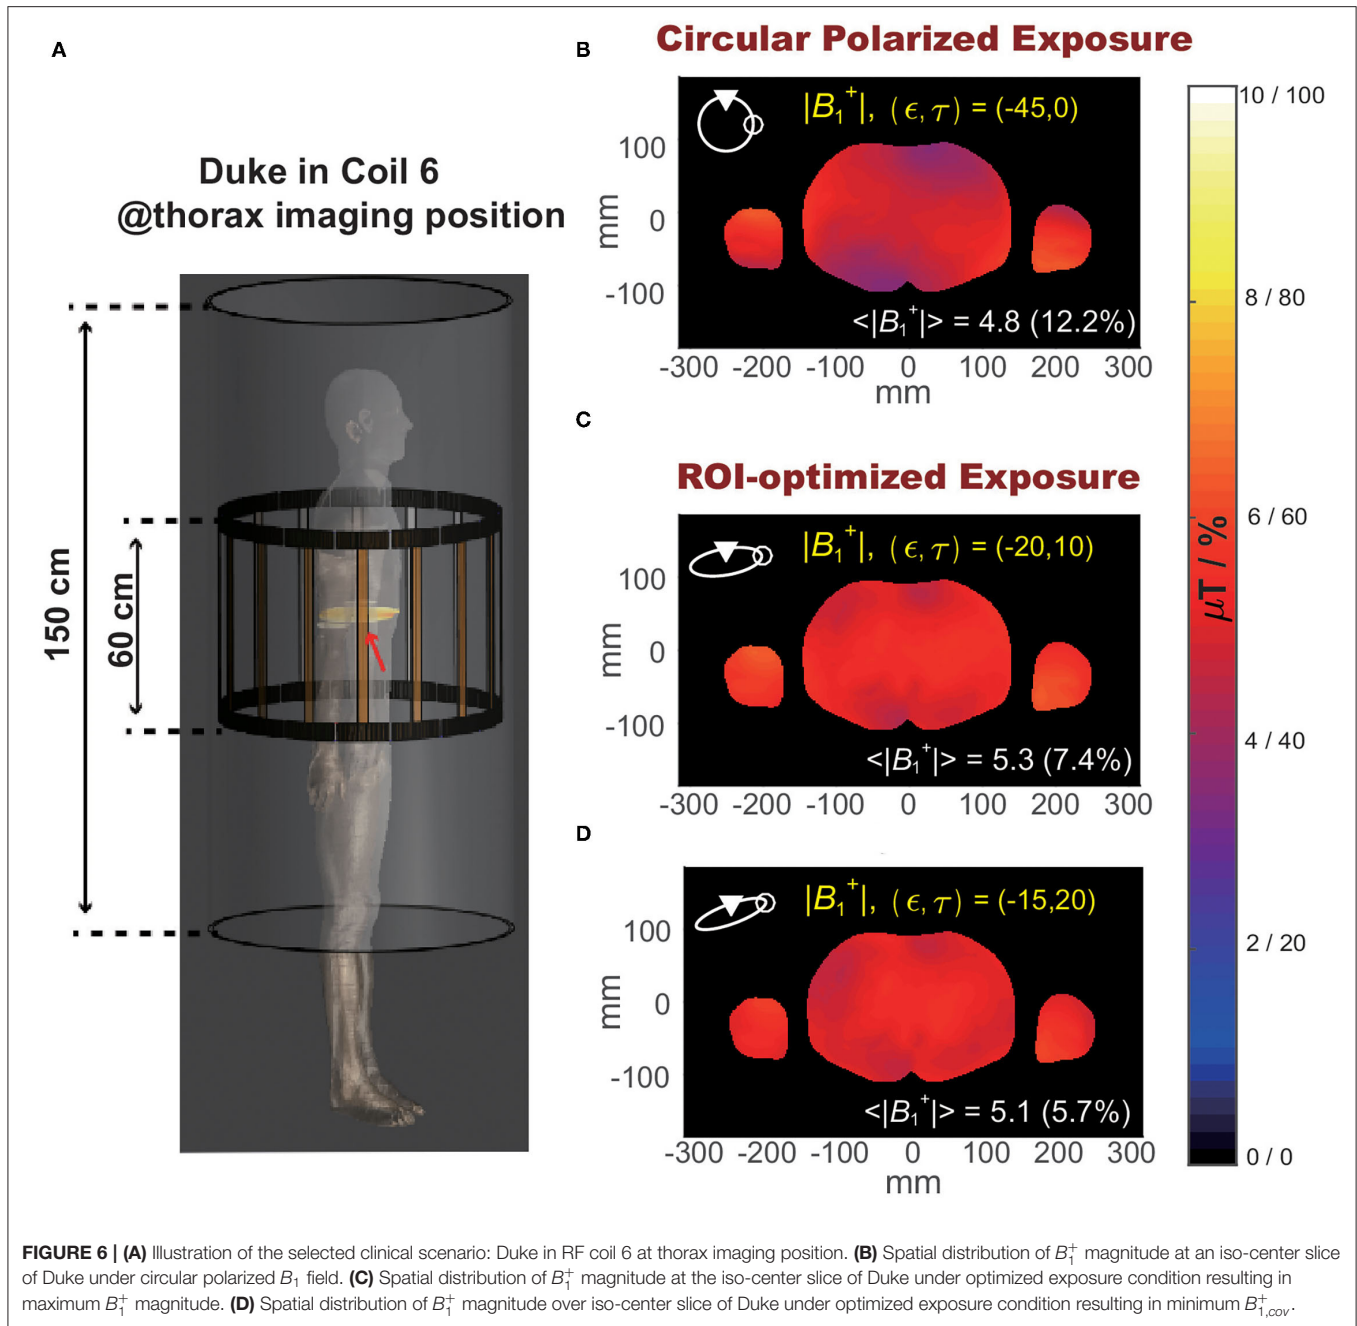 A
Duke in Coil 6
@thorax imaging position
150 cm
60 cm
B
Circular Polarized Exposure
|B₁⁺|, (ϵ,τ) = (-45,0)
100
0
-100
mm
<|B₁⁺|> = 4.8 (12.2%)
-300 -200 -100 0 100 200 300
mm
C
ROI-optimized Exposure
|B₁⁺|, (ϵ,τ) = (-20,10)
100
0
-100
mm
<|B₁⁺|> = 5.3 (7.4%)
-300 -200 -100 0 100 200 300
D
|B₁⁺|, (ϵ,τ) = (-15,20)
100
0
-100
mm
<|B₁⁺|> = 5.1 (5.7%)
-300 -200 -100 0 100 200 300
mm
10 / 100
8 / 80
6 / 60
4 / 40
2 / 20
0 / 0
µT / %
FIGURE 6 | (A) Illustration of the selected clinical scenario: Duke in RF coil 6 at thorax imaging position. (B) Spatial distribution of B₁⁺ magnitude at an iso-center slice
of Duke under circular polarized B₁ field. (C) Spatial distribution of B₁⁺ magnitude at the iso-center slice of Duke under optimized exposure condition resulting in
maximum B₁⁺ magnitude. (D) Spatial distribution of B₁⁺ magnitude over iso-center slice of Duke under optimized exposure condition resulting in minimum B⁺₁,cov.